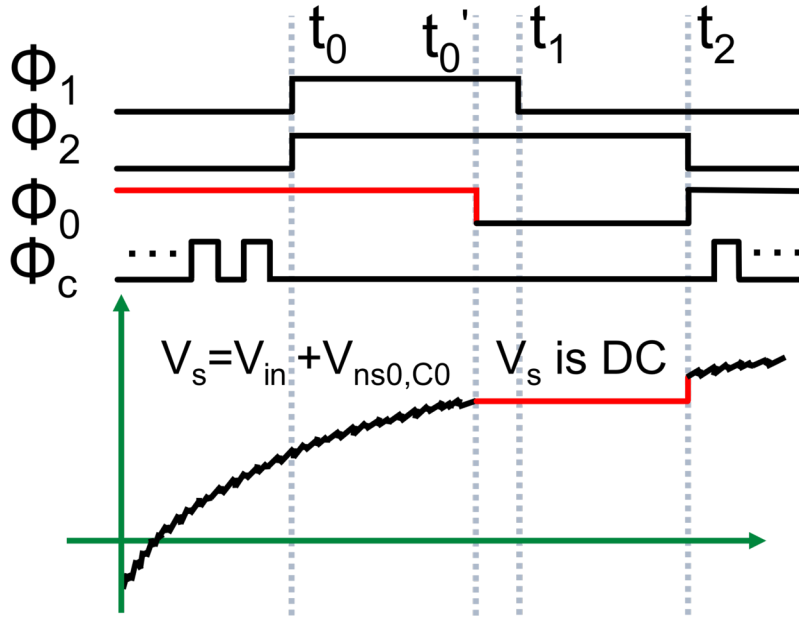 t0 t0' t1 t2
Φ1
Φ2
Φ0
Φc
... ...
Vs=Vin+Vns0,C0 Vs is DC